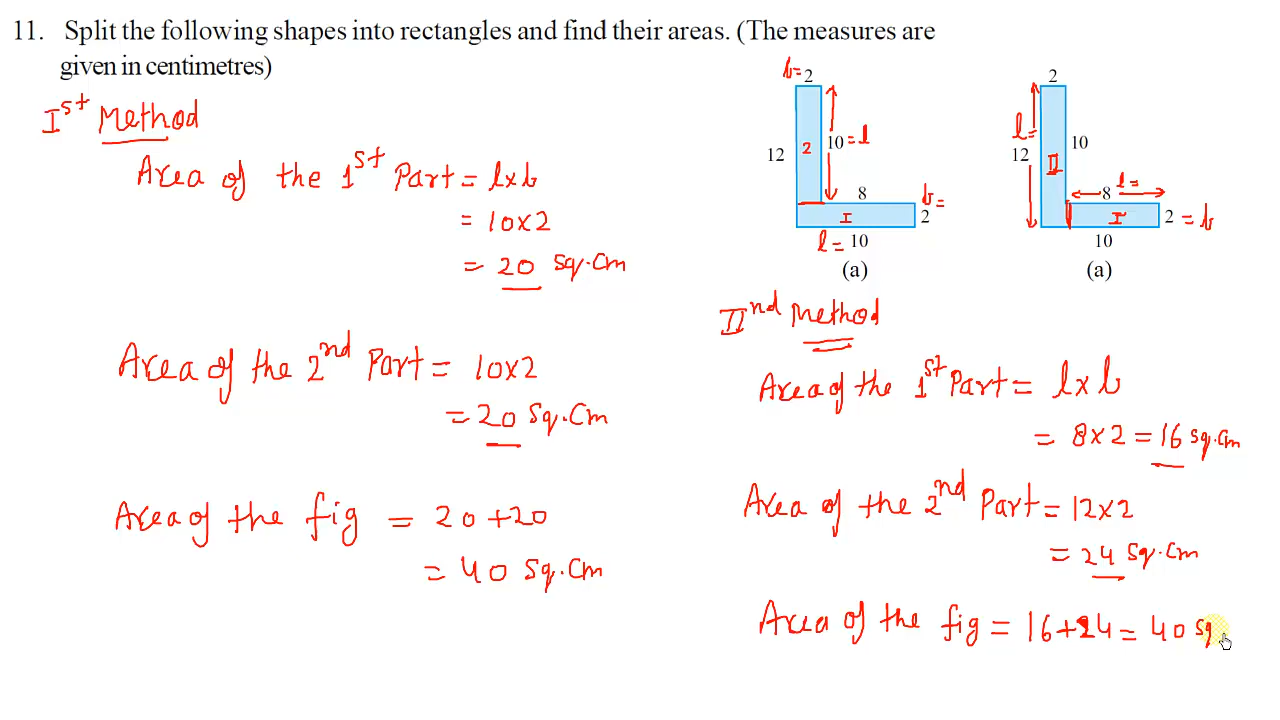 11. Split the following shapes into rectangles and find their areas. (The measures are
given in centimetres)
Ist Method
Area of the 1st Part = l×b
= 10×2
= 20 Sq.Cm
Area of the 2nd Part = 10×2
= 20 Sq.Cm
Area of the fig = 20+20
= 40 Sq.Cm
b= 2
12
2
10 = l
8
b=
I
2
l = 10
(a)
2
l=
12
II
10
l=
8
I
2 = b
10
(a)
IInd Method
Area of the 1st Part = l×b
= 8×2 = 16 sq.cm
Area of the 2nd Part = 12×2
= 24 Sq.Cm
Area of the fig = 16+24 = 40 Sq